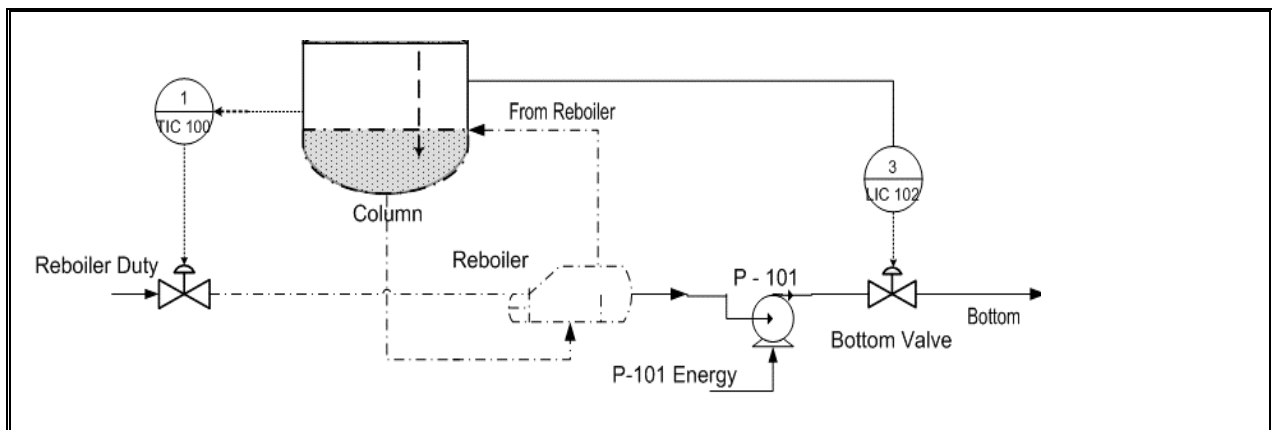 1
TIC 100
From Reboiler
3
LIC 102
Column
Reboiler Duty
Reboiler
P - 101
Bottom
Bottom Valve
P-101 Energy